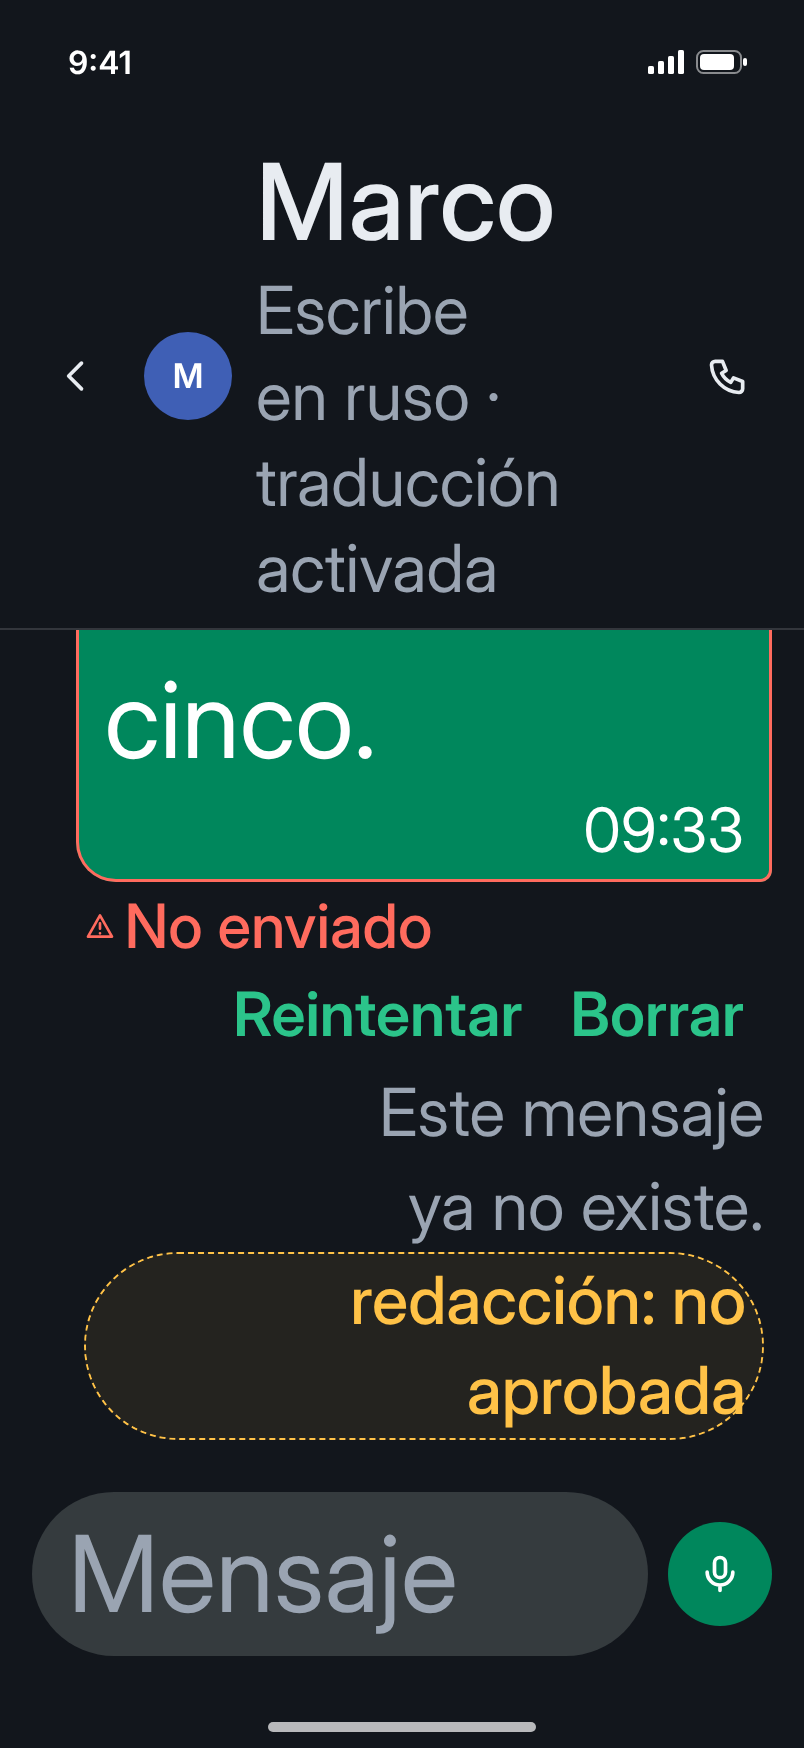 9:41
Marco
Escribe
en ruso ·
traducción
activada
M
cinco.
09:33
No enviado
Reintentar Borrar
Este mensaje
ya no existe.
redacción: no
aprobada
Mensaje